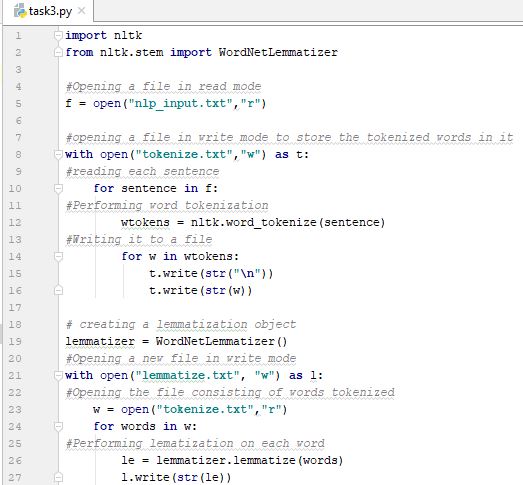 task3.py
1 import nltk
2 from nltk.stem import WordNetLemmatizer
3
4 #Opening a file in read mode
5 f = open("nlp_input.txt","r")
6
7 #opening a file in write mode to store the tokenized words in it
8 with open("tokenize.txt","w") as t:
9 #reading each sentence
10     for sentence in f:
11 #Performing word tokenization
12         wtokens = nltk.word_tokenize(sentence)
13 #Writing it to a file
14         for w in wtokens:
15             t.write(str("\n"))
16             t.write(str(w))
17
18 # creating a lemmatization object
19 lemmatizer = WordNetLemmatizer()
20 #Opening a new file in write mode
21 with open("lemmatize.txt", "w") as l:
22 #Opening the file consisting of words tokenized
23     w = open("tokenize.txt","r")
24     for words in w:
25 #Performing lematization on each word
26         le = lemmatizer.lemmatize(words)
27         l.write(str(le))